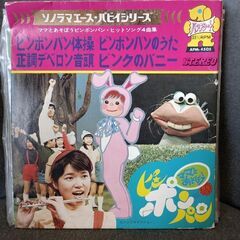 ソノラマエース・パピイシリーズ
ママとあそぼうピンポンパン・ヒットソング4曲集
ピンポンパン体操 ピンポンパンのうた
正調デベロン音頭 ピンクのバニー
APM-4501
STEREO
ピンポンパン